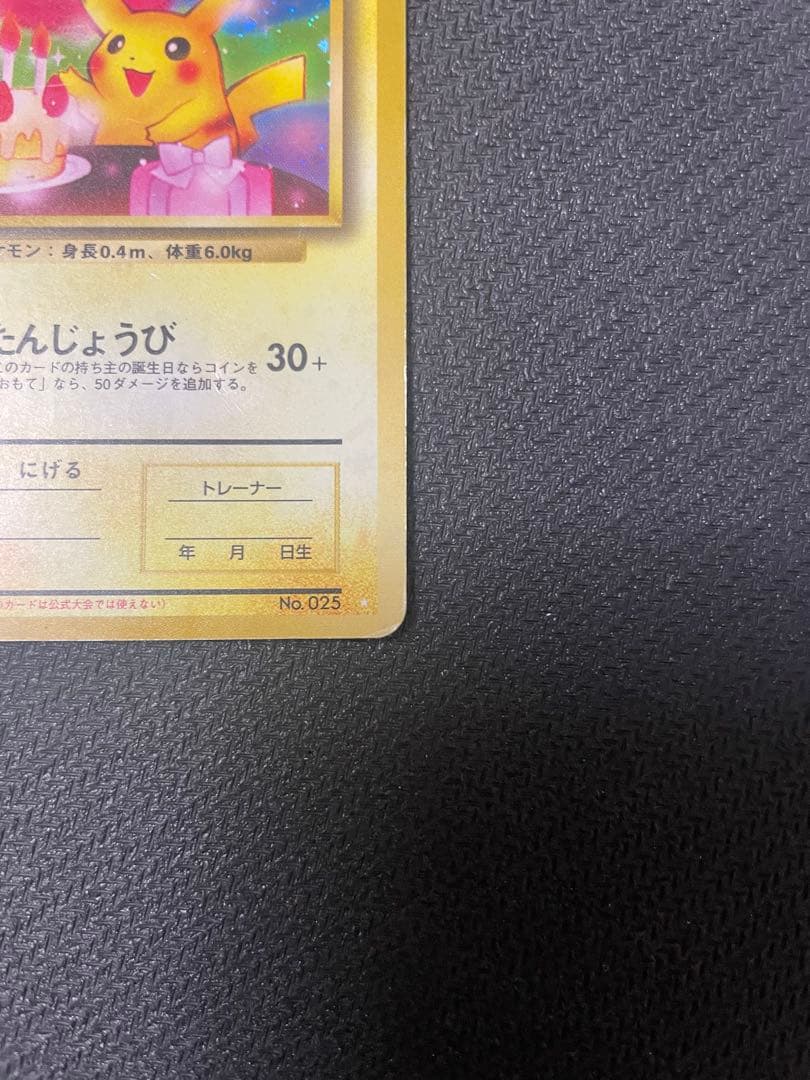 ケモン：身長0.4m、体重6.0kg
たんじょうび
30+
このカードの持ち主の誕生日ならコインを
おもて」なら、50ダメージを追加する。
にげる
トレーナー
年 月 日生
カードは公式大会では使えない)
No. 025